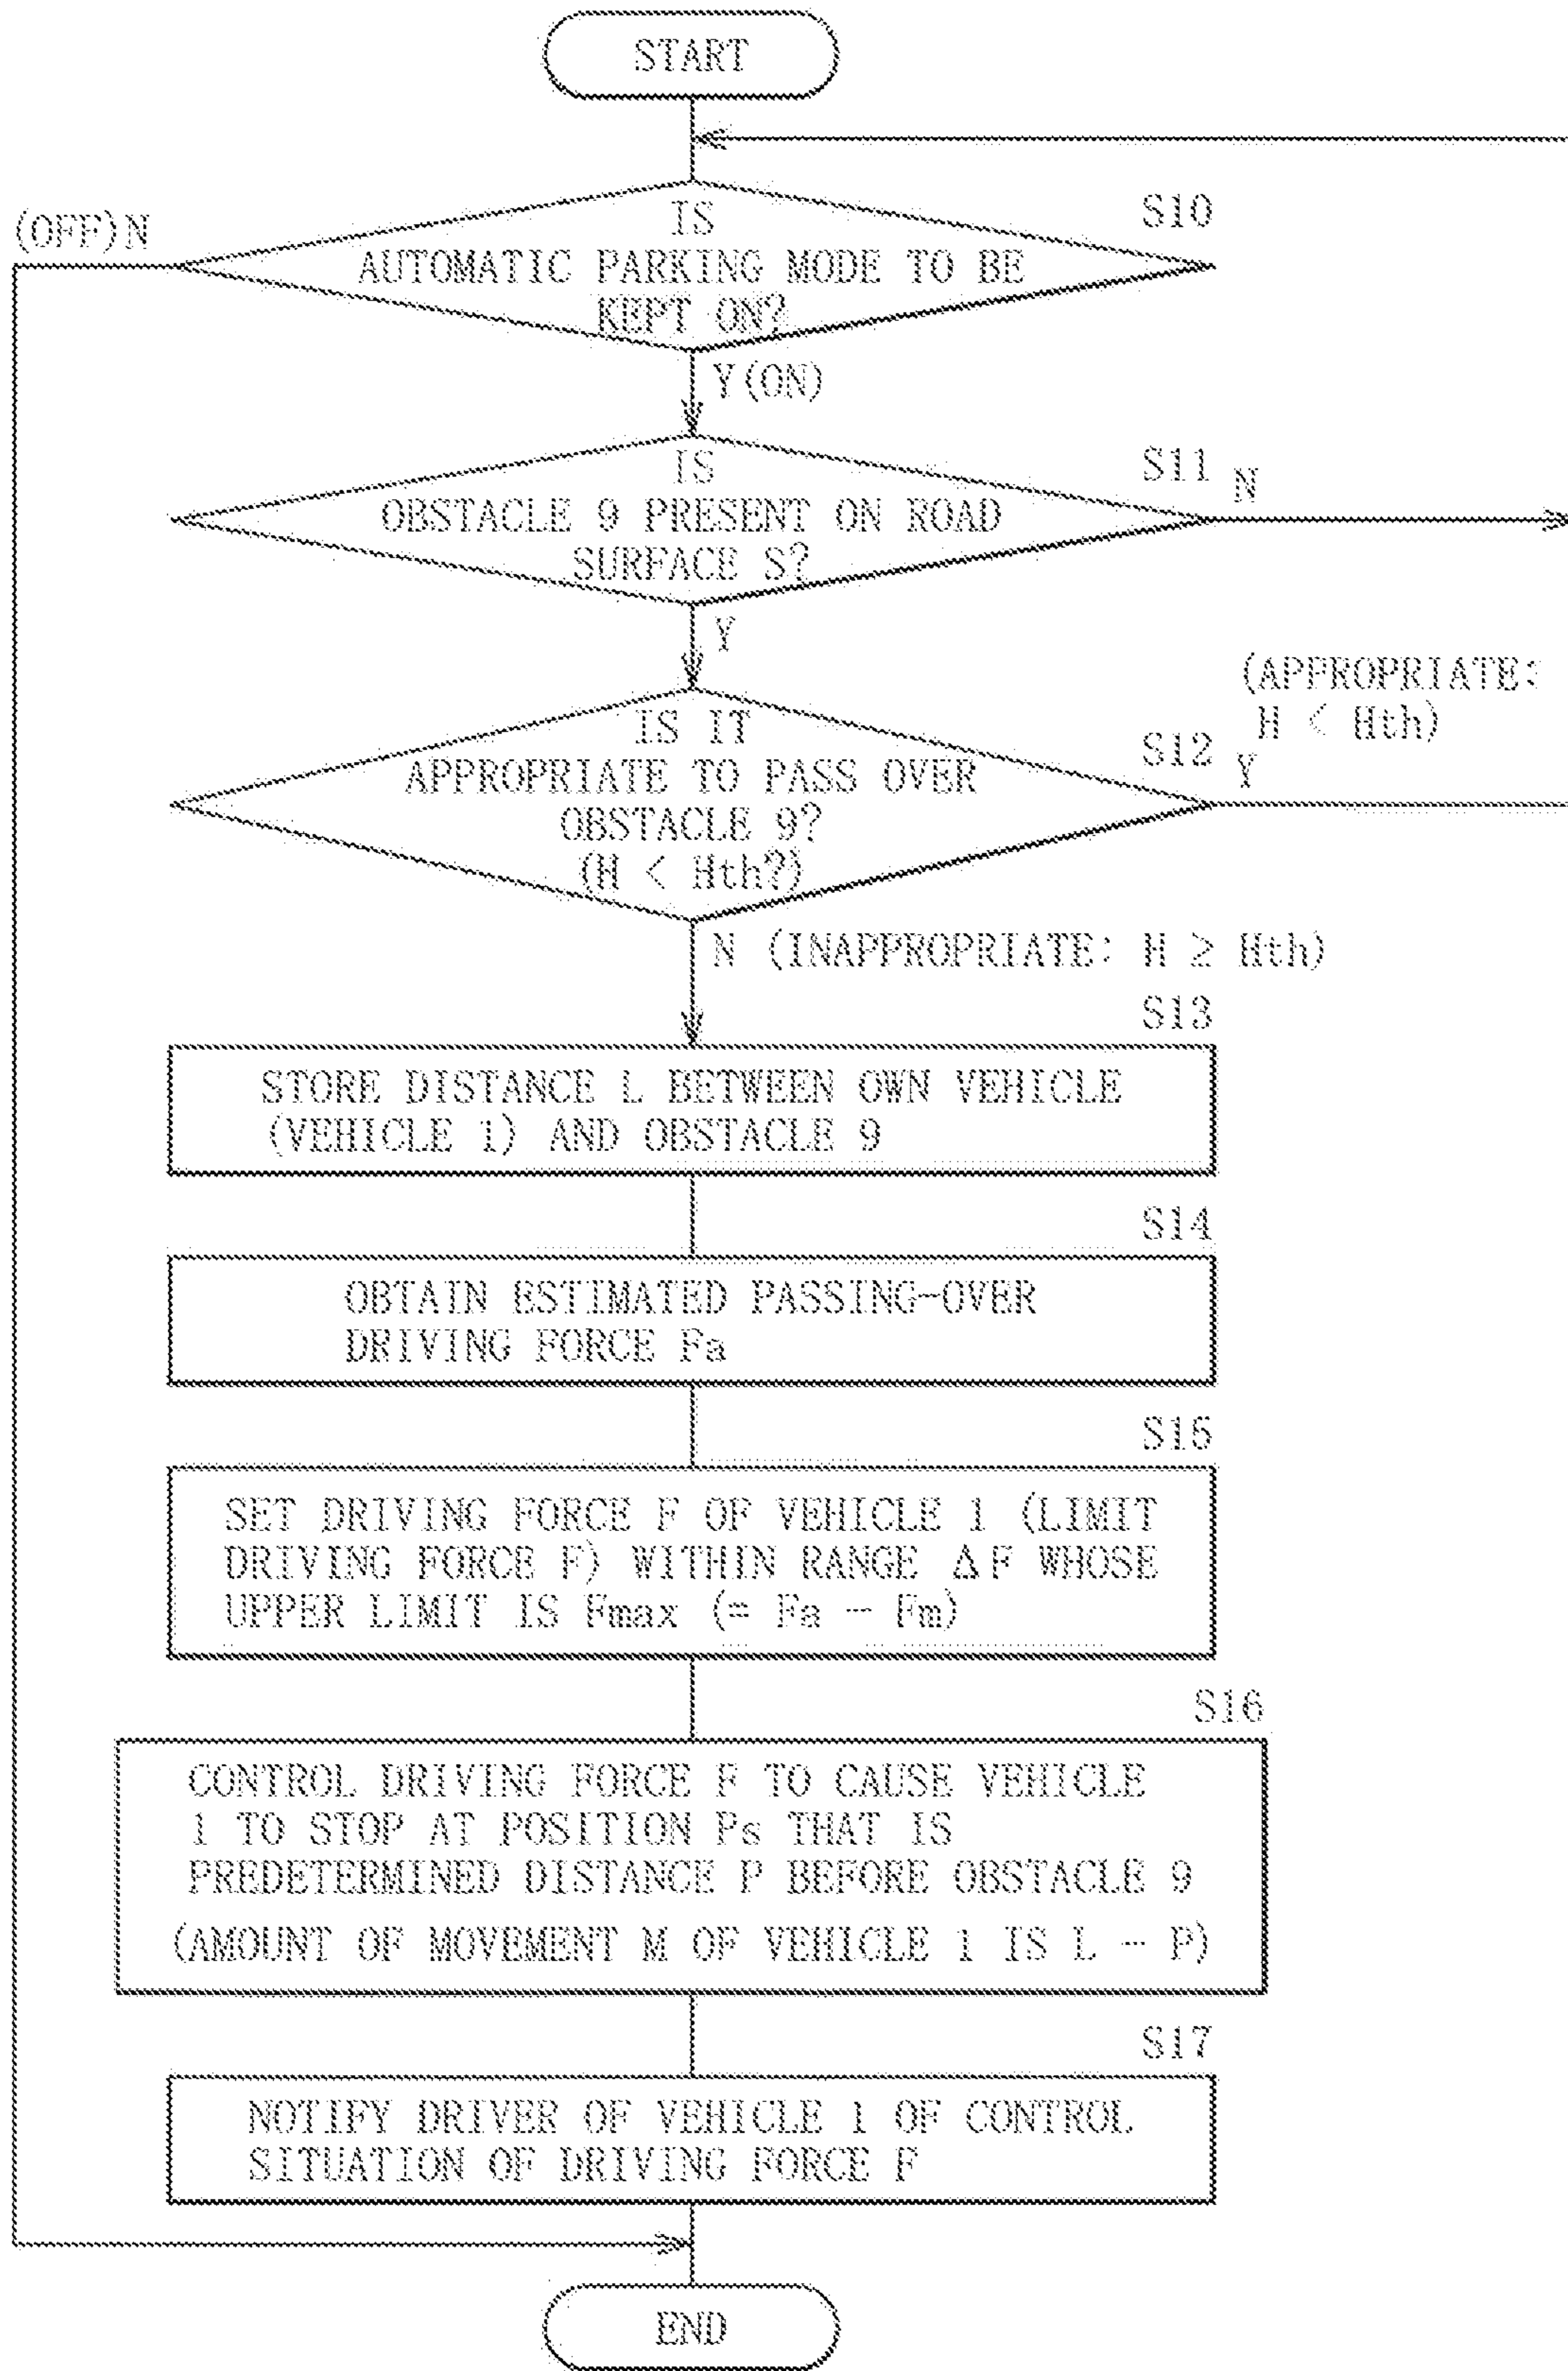 START
IS
AUTOMATIC PARKING MODE TO BE
KEPT ON?
S10
(OFF)N
Y(ON)
IS
OBSTACLE 9 PRESENT ON ROAD
SURFACE S?
S11
N
Y
IS IT
APPROPRIATE TO PASS OVER
OBSTACLE 9?
(H < Hth?)
S12
Y
(APPROPRIATE:
H < Hth)
N (INAPPROPRIATE: H ≥ Hth)
S13
STORE DISTANCE L BETWEEN OWN VEHICLE
(VEHICLE 1) AND OBSTACLE 9
S14
OBTAIN ESTIMATED PASSING-OVER
DRIVING FORCE Fa
S15
SET DRIVING FORCE F OF VEHICLE 1 (LIMIT
DRIVING FORCE F) WITHIN RANGE ΔF WHOSE
UPPER LIMIT IS Fmax (= Fa - Fm)
S16
CONTROL DRIVING FORCE F TO CAUSE VEHICLE
1 TO STOP AT POSITION Ps THAT IS
PREDETERMINED DISTANCE P BEFORE OBSTACLE 9
(AMOUNT OF MOVEMENT M OF VEHICLE 1 IS L - P)
S17
NOTIFY DRIVER OF VEHICLE 1 OF CONTROL
SITUATION OF DRIVING FORCE F
END